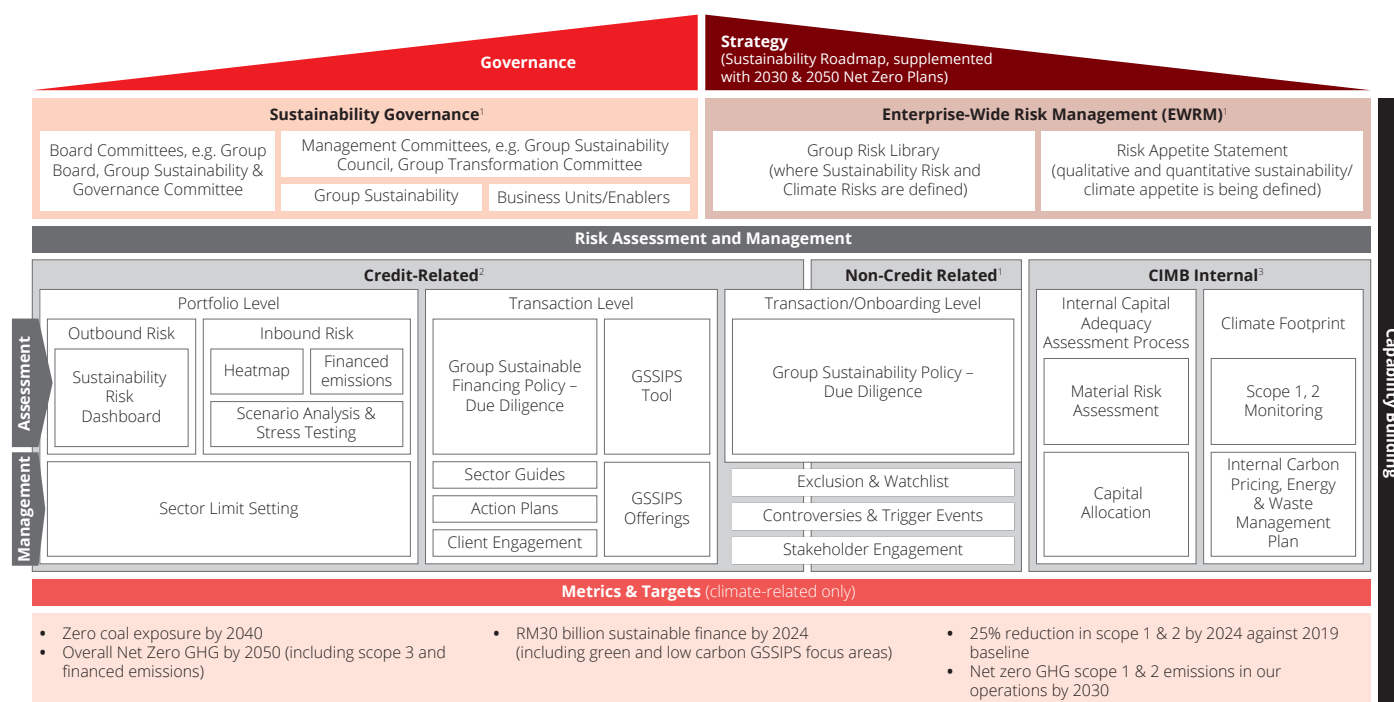 Governance
Strategy
(Sustainability Roadmap, supplemented
with 2030 & 2050 Net Zero Plans)
Sustainability Governance¹
Board Committees, e.g. Group
Board, Group Sustainability &
Governance Committee
Management Committees, e.g. Group Sustainability
Council, Group Transformation Committee
Group Sustainability
Business Units/Enablers
Enterprise-Wide Risk Management (EWRM)¹
Group Risk Library
(where Sustainability Risk and
Climate Risks are defined)
Risk Appetite Statement
(qualitative and quantitative sustainability/
climate appetite is being defined)
Risk Assessment and Management
Assessment
Management
Credit-Related²
Portfolio Level
Outbound Risk
Sustainability
Risk
Dashboard
Inbound Risk
Heatmap
Financed
emissions
Scenario Analysis &
Stress Testing
Sector Limit Setting
Transaction Level
Group Sustainable
Financing Policy –
Due Diligence
GSSIPS
Tool
Sector Guides
Action Plans
Client Engagement
GSSIPS
Offerings
Non-Credit Related¹
Transaction/Onboarding Level
Group Sustainability Policy –
Due Diligence
Exclusion & Watchlist
Controversies & Trigger Events
Stakeholder Engagement
CIMB Internal³
Internal Capital
Adequacy
Assessment Process
Material Risk
Assessment
Capital
Allocation
Climate Footprint
Scope 1, 2
Monitoring
Internal Carbon
Pricing, Energy
& Waste
Management
Plan
Capability Building
Metrics & Targets (climate-related only)
• Zero coal exposure by 2040
• Overall Net Zero GHG by 2050 (including scope 3 and
financed emissions)
• RM30 billion sustainable finance by 2024
(including green and low carbon GSSIPS focus areas)
• 25% reduction in scope 1 & 2 by 2024 against 2019
baseline
• Net zero GHG scope 1 & 2 emissions in our
operations by 2030